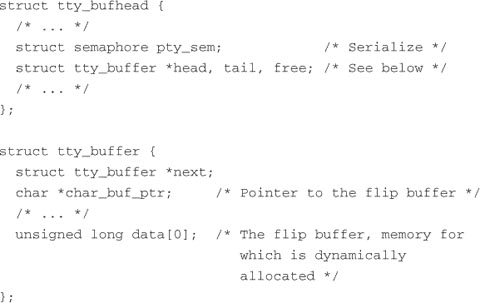 struct tty_bufhead {
  /* ... */
  struct semaphore pty_sem;            /* Serialize */
  struct tty_buffer *head, tail, free; /* See below */
  /* ... */
};

struct tty_buffer {
  struct tty_buffer *next;
  char *char_buf_ptr;      /* Pointer to the flip buffer */
  /* ... */
  unsigned long data[0];  /* The flip buffer, memory for
                             which is dynamically
                             allocated */
};